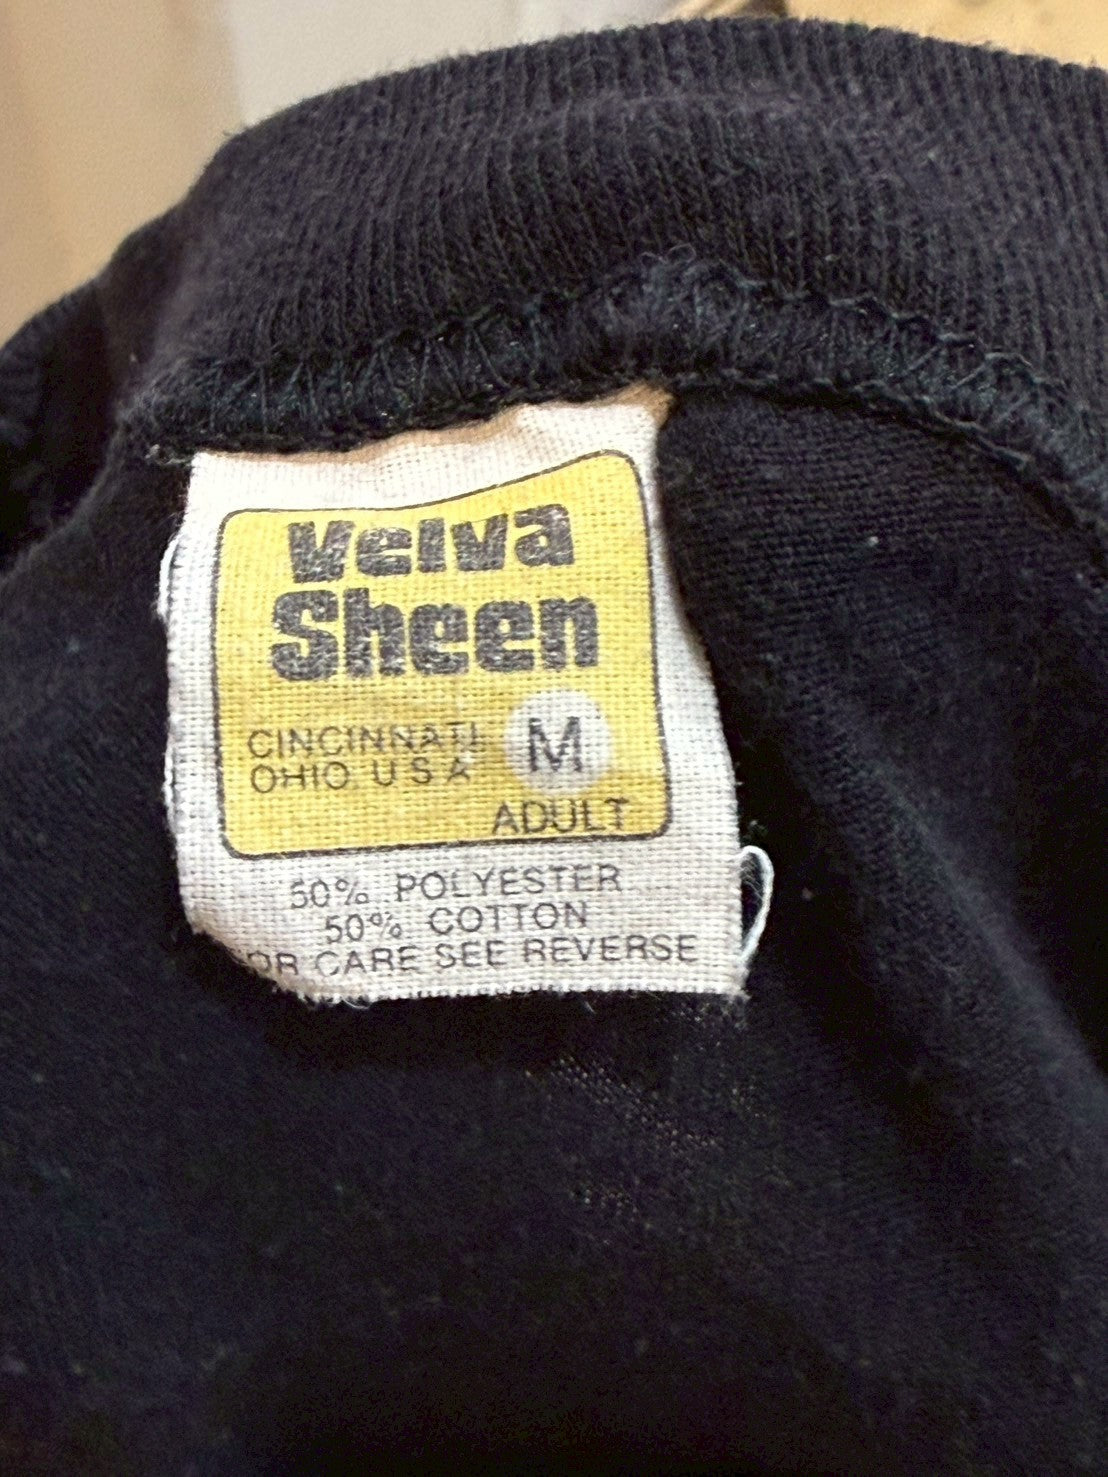 Velva
Sheen
CINCINNATI
OHIO. U.S.A
M
ADULT
50% POLYESTER
50% COTTON
OR CARE SEE REVERSE